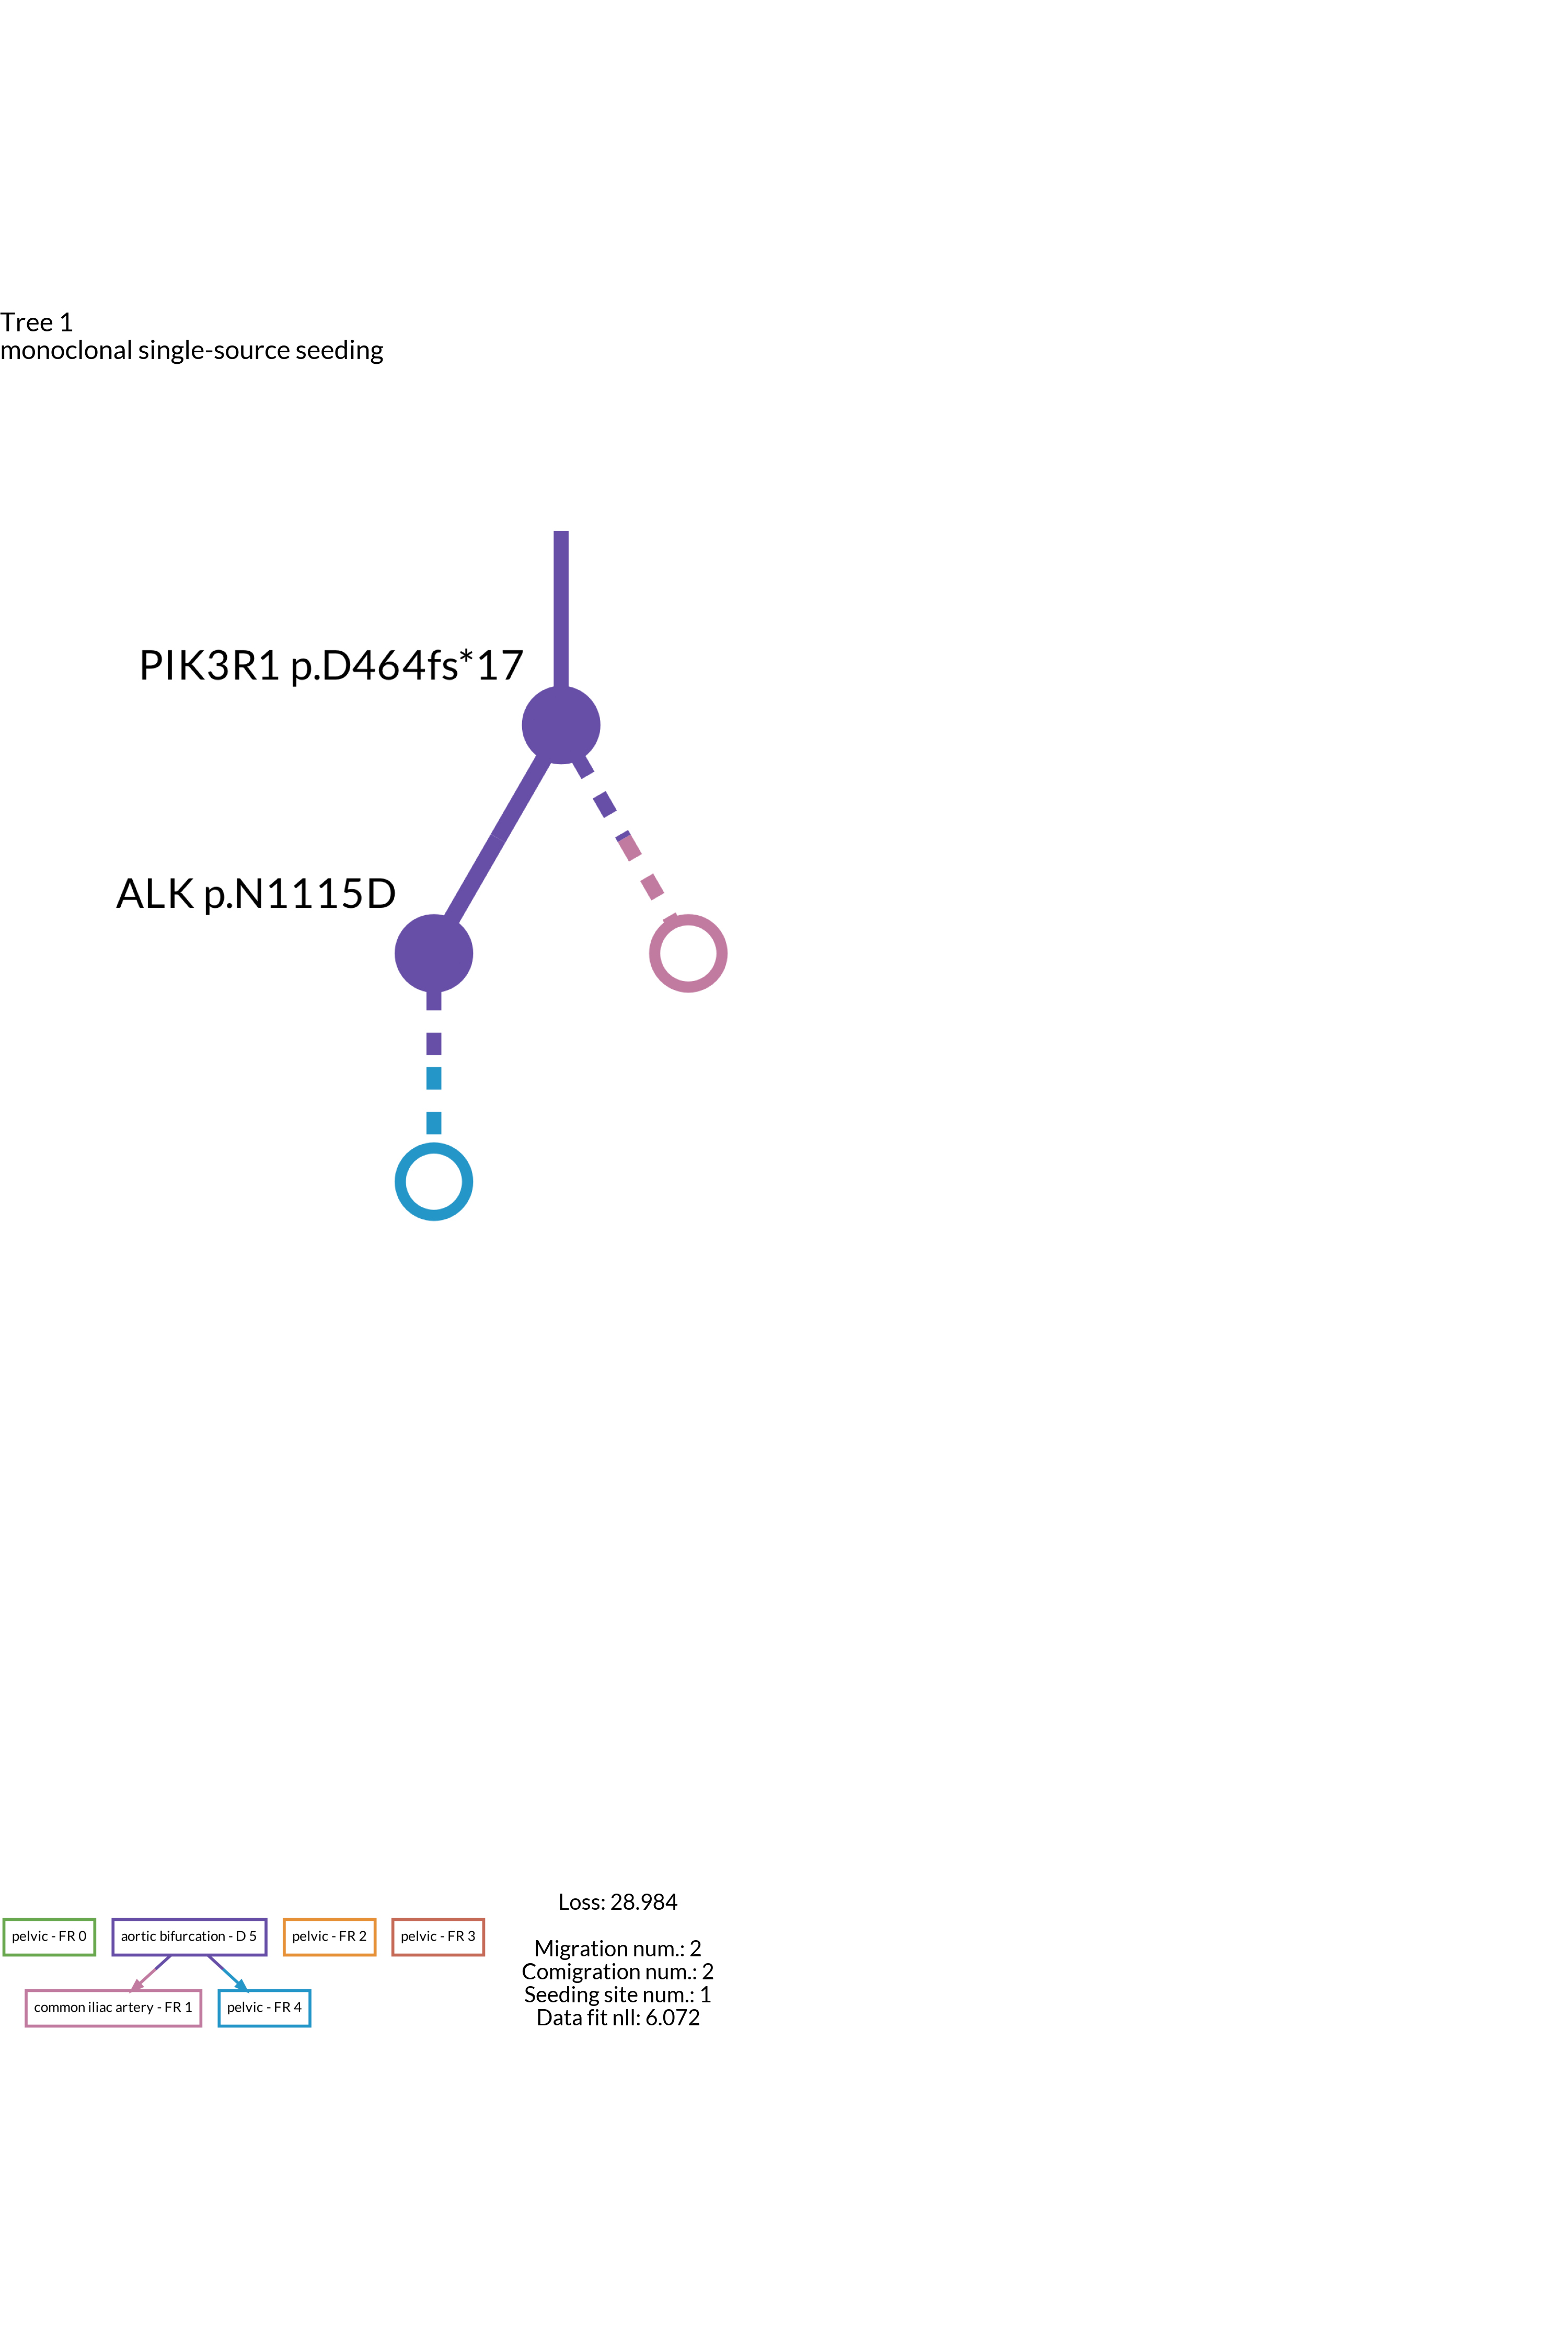 Tree 1
monoclonal single-source seeding
PIK3R1 p.D464fs*17
ALK p.N1115D
Loss: 28.984
pelvic - FR 0
aortic bifurcation - D 5
pelvic - FR 2
pelvic - FR 3
common iliac artery - FR 1
pelvic - FR 4
Migration num.: 2
Comigration num.: 2
Seeding site num.: 1
Data fit nll: 6.072